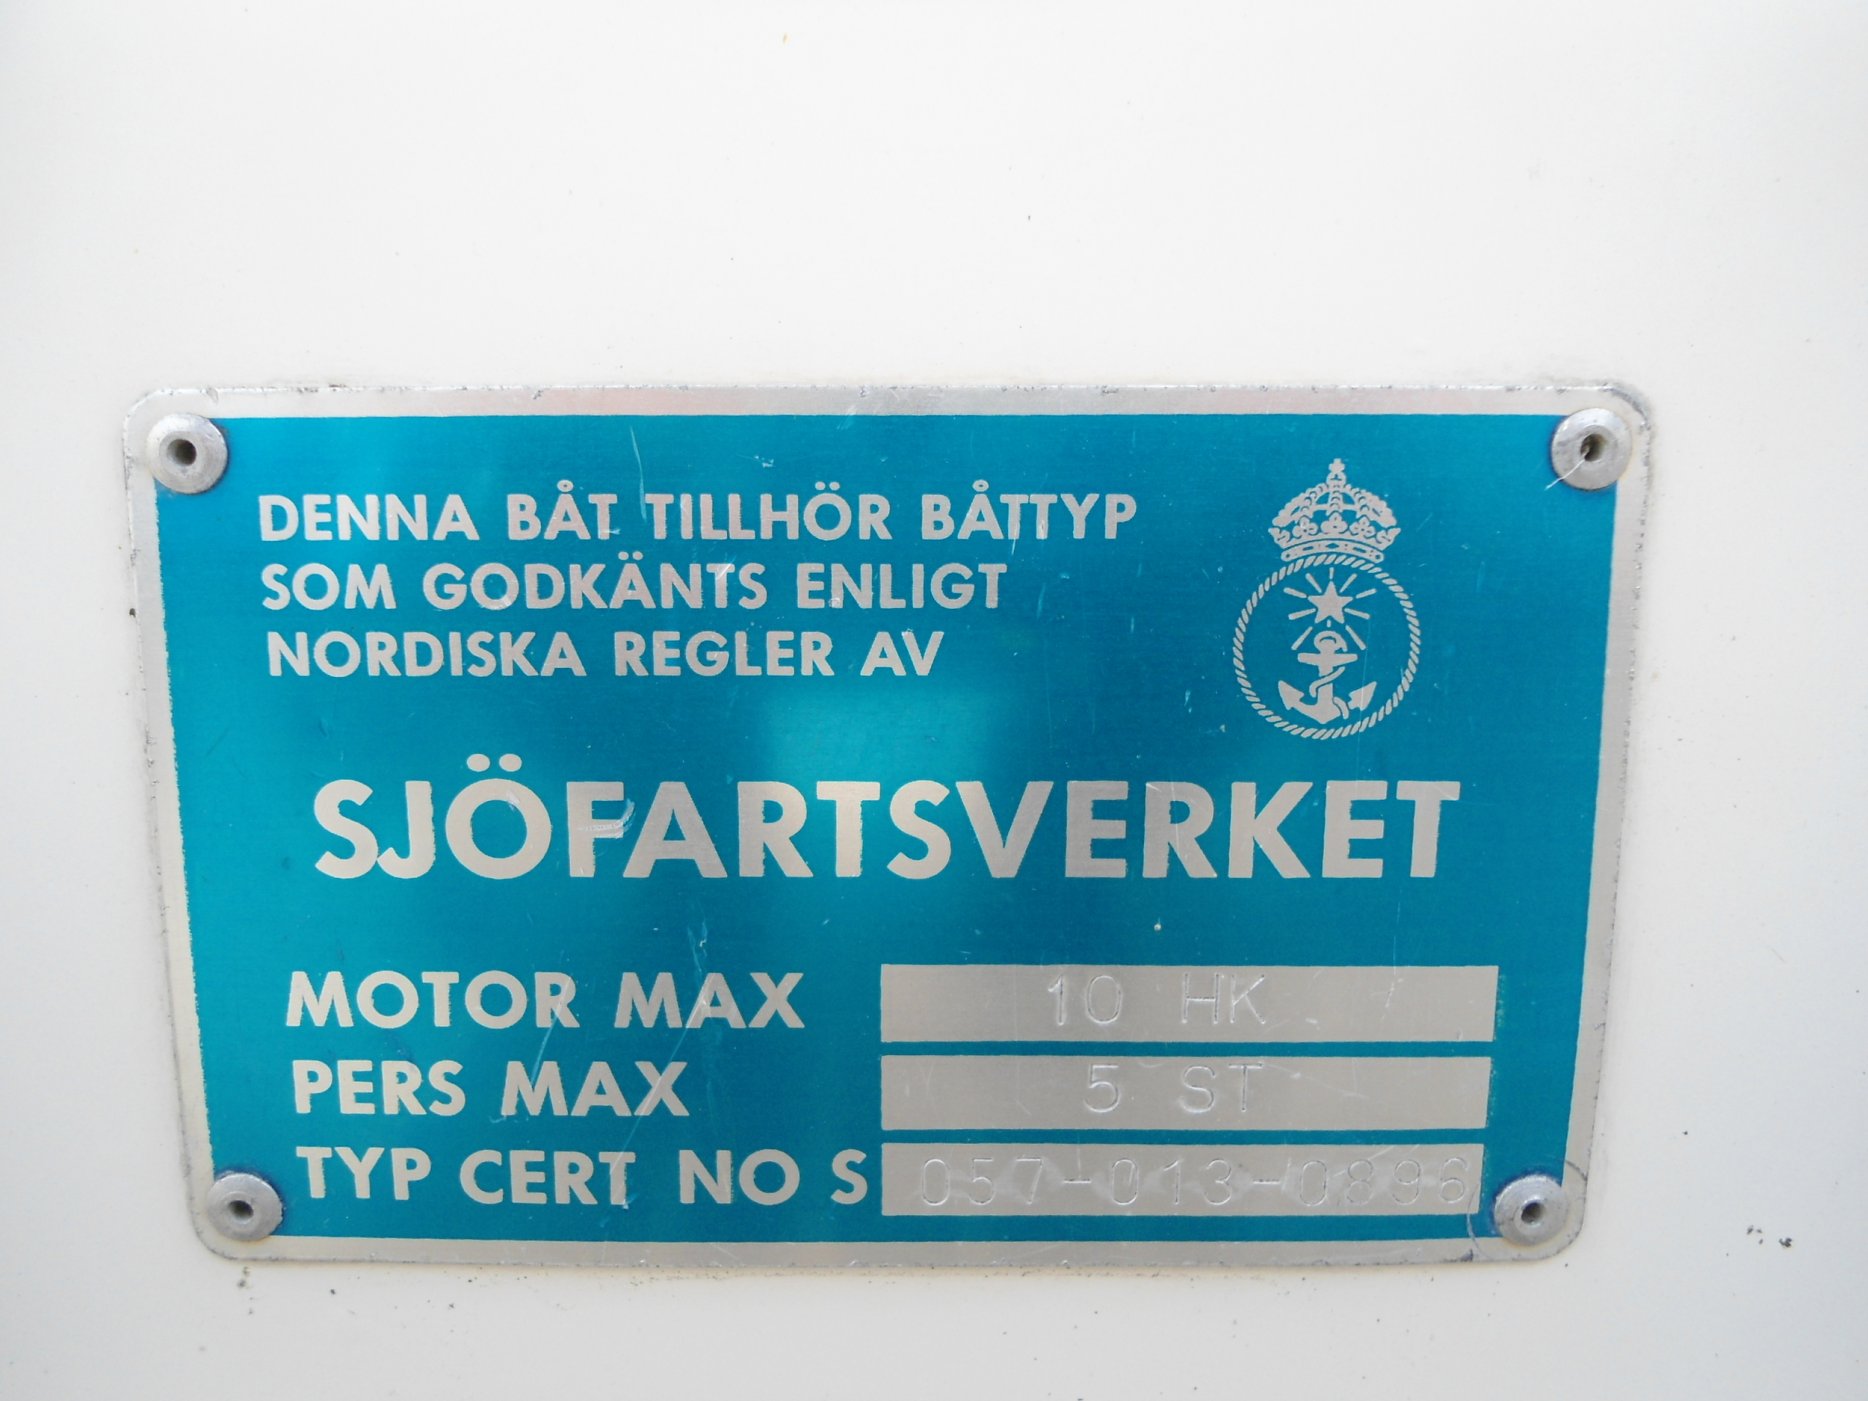 DENNA BÅT TILLHÖR BÅTTYP
SOM GODKÄNTS ENLIGT
NORDISKA REGLER AV
SJÖFARTSVERKET
MOTOR MAX 10 HK
PERS MAX 5 ST
TYP CERT NO S 057-013-0896